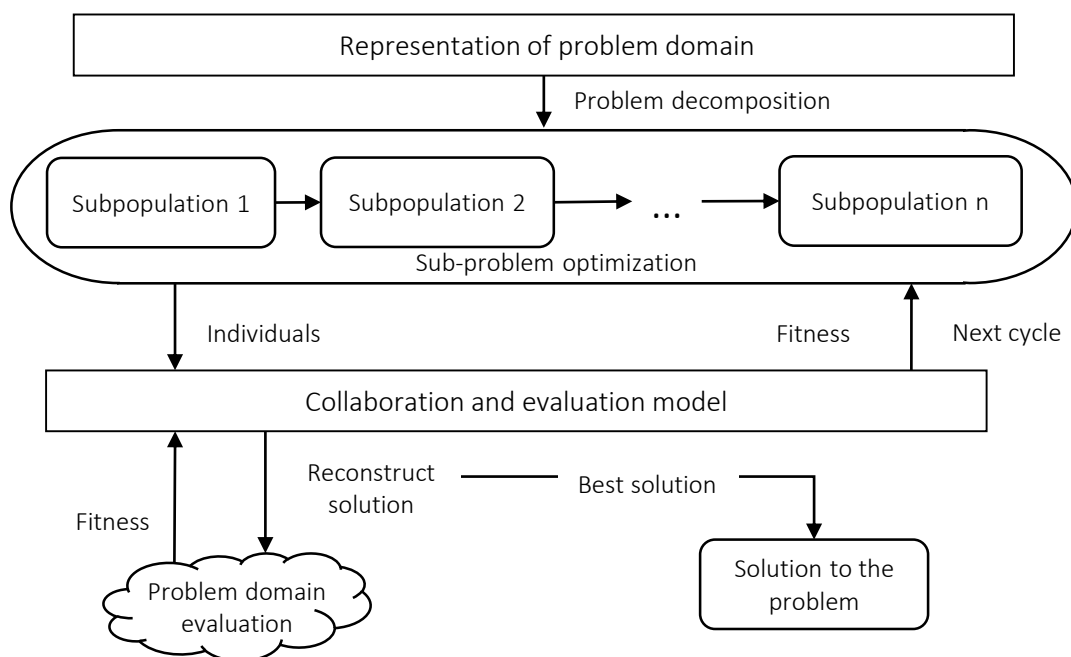 Representation of problem domain
Problem decomposition
Subpopulation 1
Subpopulation 2
...
Subpopulation n
Sub-problem optimization
Individuals
Fitness
Next cycle
Collaboration and evaluation model
Reconstruct
solution
Best solution
Fitness
Problem domain
evaluation
Solution to the
problem